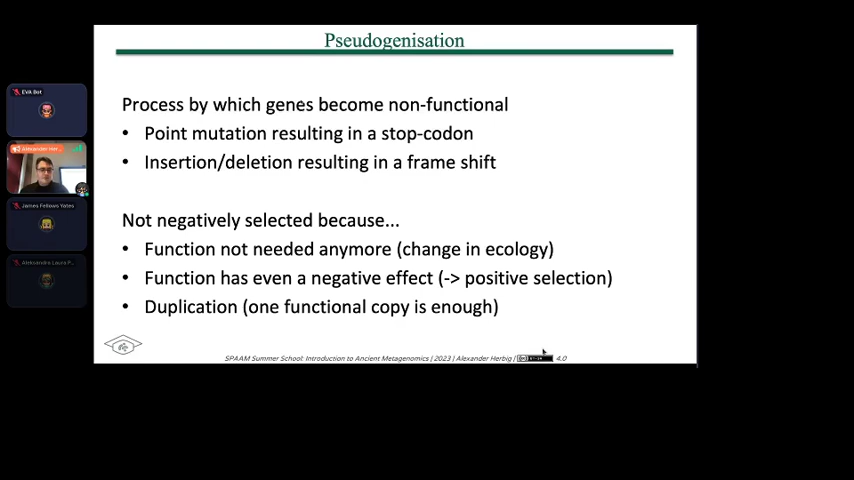 Pseudogenisation
EVA Bot
Alexander Her...
James Fellows Yates
Aleksandra Laura P...
Process by which genes become non-functional
• Point mutation resulting in a stop-codon
• Insertion/deletion resulting in a frame shift
Not negatively selected because...
• Function not needed anymore (change in ecology)
• Function has even a negative effect (-> positive selection)
• Duplication (one functional copy is enough)
SPAAM Summer School: Introduction to Ancient Metagenomics | 2023 | Alexander Herbig / 4.0